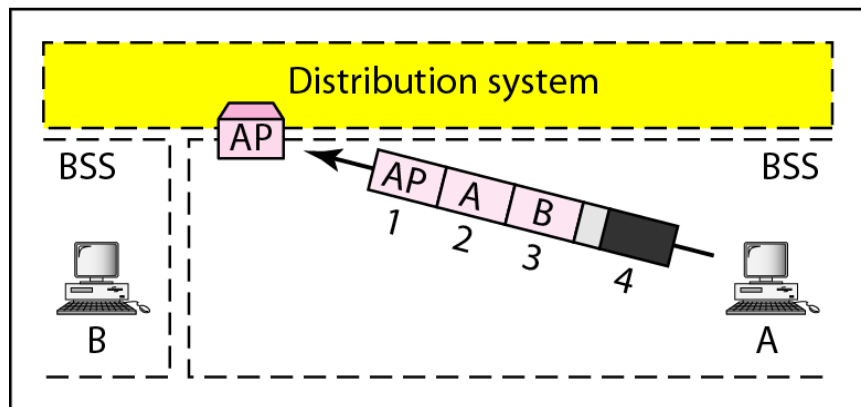 Distribution system
AP
BSS
BSS
AP A B
1 2 3 4
B
A